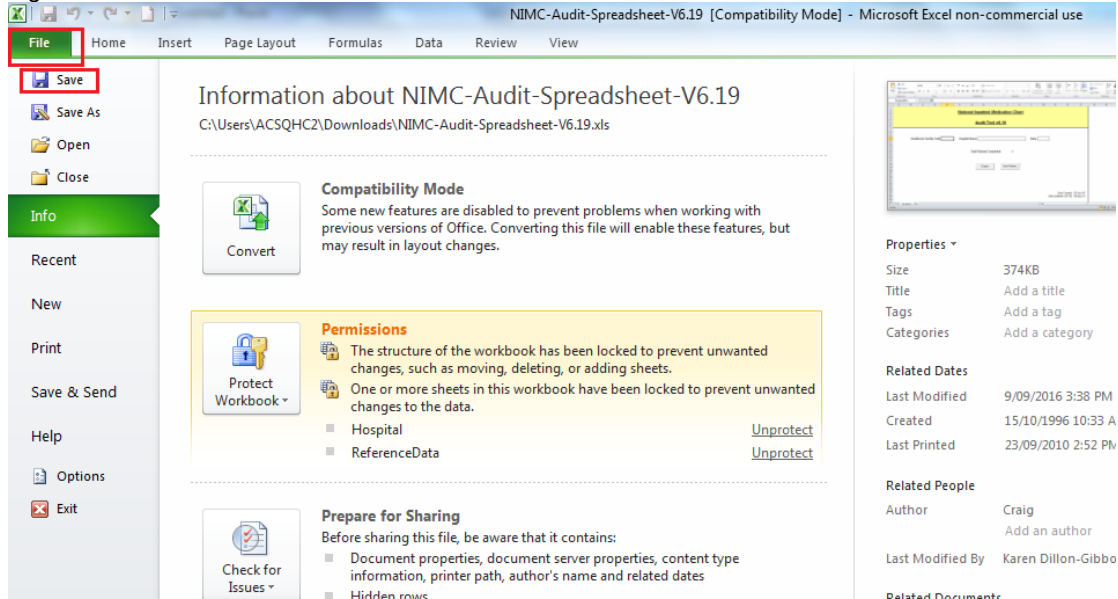 NIMC-Audit-Spreadsheet-V6.19 [Compatibility Mode] - Microsoft Excel non-commercial use
File Home Insert Page Layout Formulas Data Review View
Save
Save As
Open
Close
Info
Recent
New
Print
Save & Send
Help
Options
Exit
Information about NIMC-Audit-Spreadsheet-V6.19
C:\Users\ACSQHC2\Downloads\NIMC-Audit-Spreadsheet-V6.19.xls
Convert
Compatibility Mode
Some new features are disabled to prevent problems when working with
previous versions of Office. Converting this file will enable these features, but
may result in layout changes.
Protect
Workbook
Permissions
The structure of the workbook has been locked to prevent unwanted
changes, such as moving, deleting, or adding sheets.
One or more sheets in this workbook have been locked to prevent unwanted
changes to the data.
Hospital Unprotect
ReferenceData Unprotect
Check for
Issues
Prepare for Sharing
Before sharing this file, be aware that it contains:
Document properties, document server properties, content type
information, printer path, author's name and related dates
Hidden rows
National Inpatient Medication Chart
Audit Tool v6.19
Properties
Size 374KB
Title Add a title
Tags Add a tag
Categories Add a category
Related Dates
Last Modified 9/09/2016 3:38 PM
Created 15/10/1996 10:33 A
Last Printed 23/09/2010 2:52 PM
Related People
Author Craig
Add an author
Last Modified By Karen Dillon-Gibbo
Related Documents